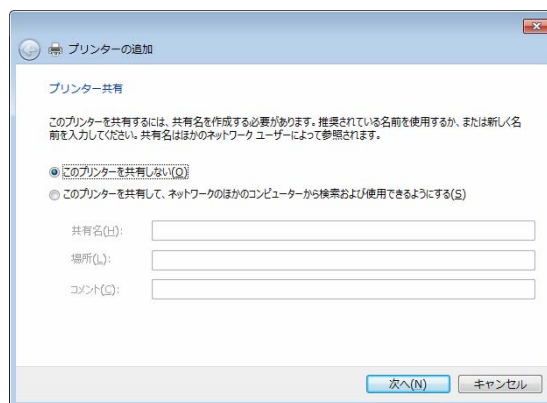 プリンターの追加
プリンター共有
このプリンターを共有するには、共有名を作成する必要があります。推奨されている名前を使用するか、または新しく名
前を入力してください。共有名はほかのネットワーク ユーザーによって参照されます。
このプリンターを共有しない(O)
このプリンターを共有して、ネットワークのほかのコンピューターから検索および使用できるようにする(S)
共有名(H):
場所(L):
コメント(C):
次へ(N) キャンセル